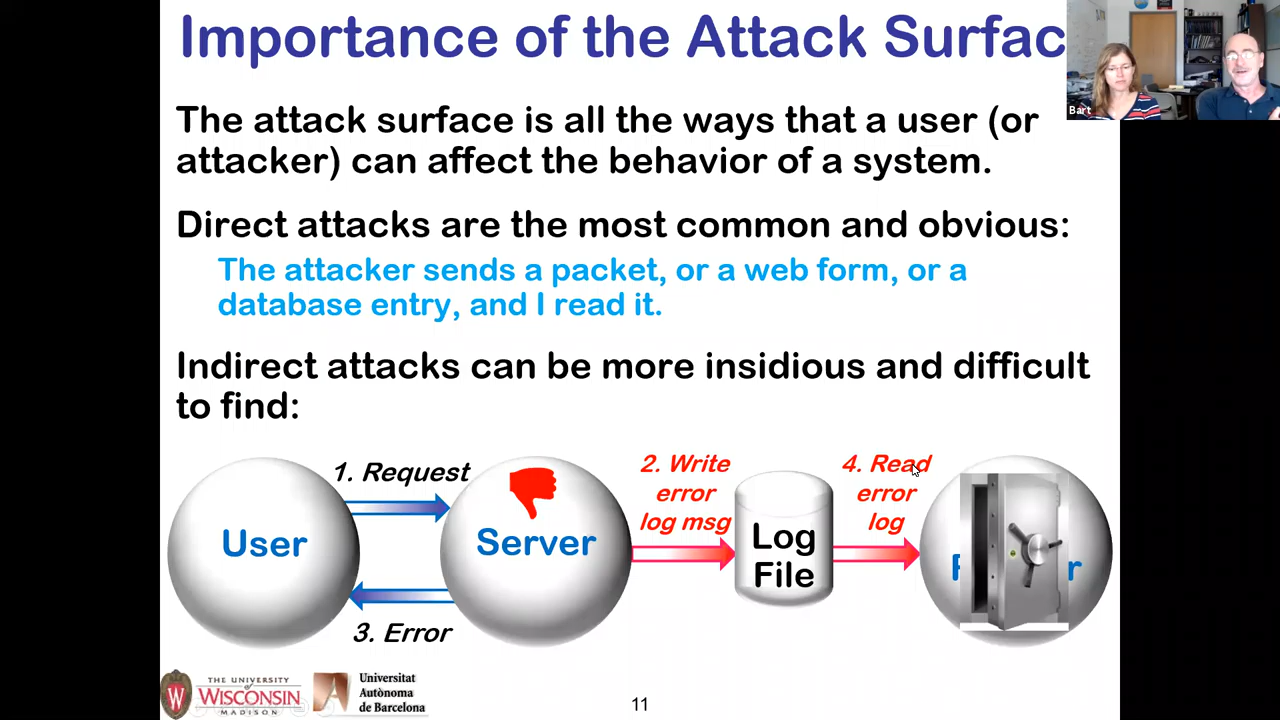 Importance of the Attack Surfac
Bart
The attack surface is all the ways that a user (or
attacker) can affect the behavior of a system.
Direct attacks are the most common and obvious:
The attacker sends a packet, or a web form, or a
database entry, and I read it.
Indirect attacks can be more insidious and difficult
to find:
1. Request
2. Write
error
log msg
4. Read
error
log
User
Server
Log
File
3. Error
THE UNIVERSITY
of
WISCONSIN
MADISON
Universitat
Autònoma
de Barcelona
11